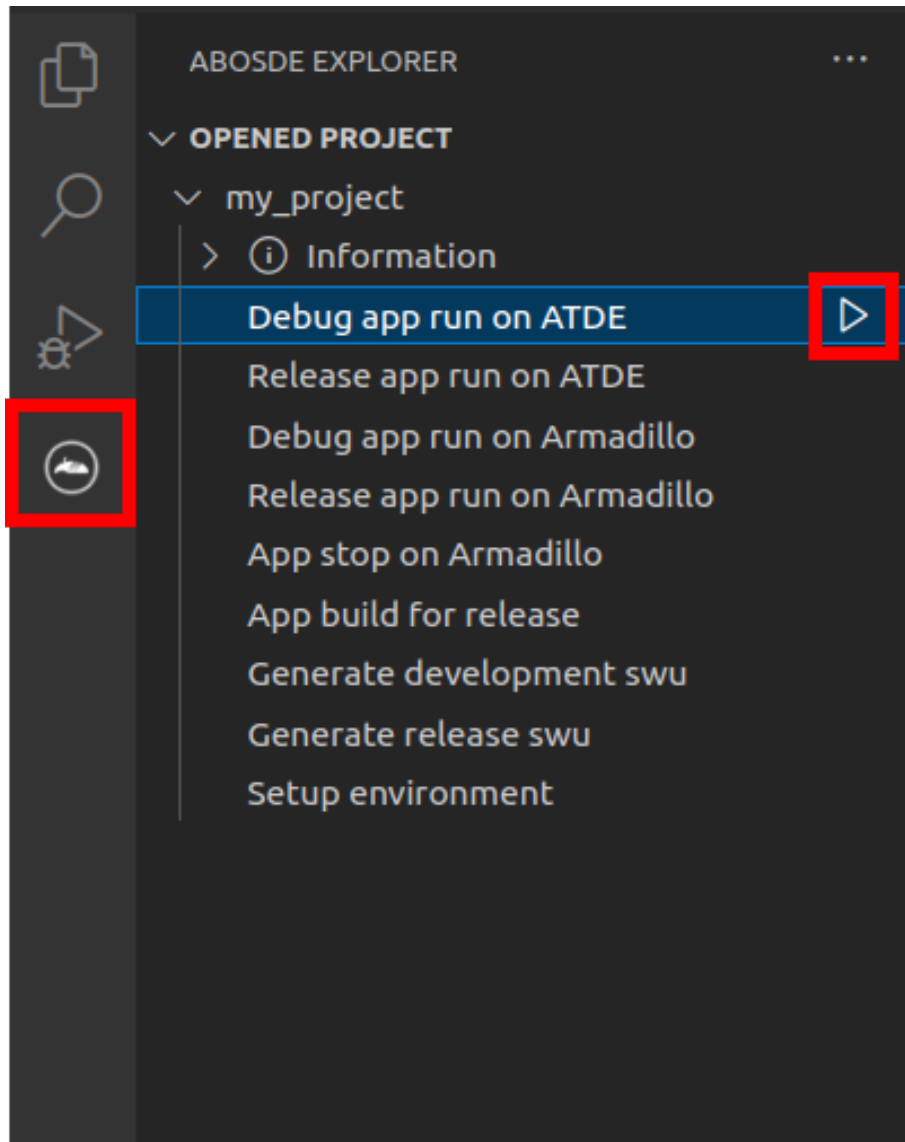 ABOSDE EXPLORER
OPENED PROJECT
my_project
Information
Debug app run on ATDE
Release app run on ATDE
Debug app run on Armadillo
Release app run on Armadillo
App stop on Armadillo
App build for release
Generate development swu
Generate release swu
Setup environment